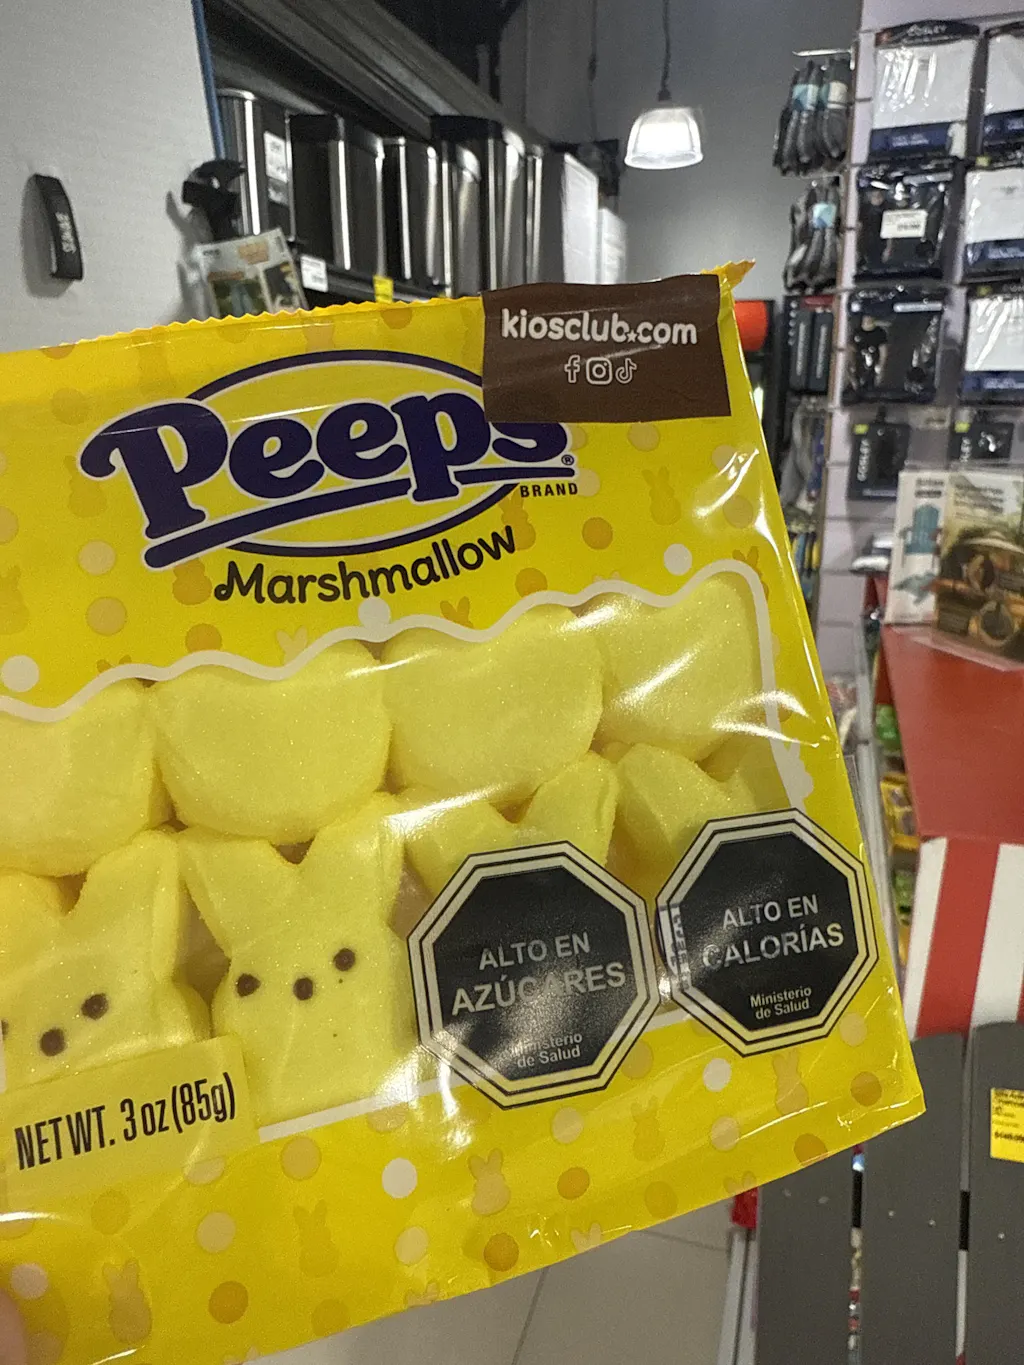 kiosclub.com
Peeps®
BRAND
Marshmallow
ALTO EN
AZÚCARES
Ministerio
de Salud
ALTO EN
CALORÍAS
Ministerio
de Salud
NET WT. 3 oz (85g)